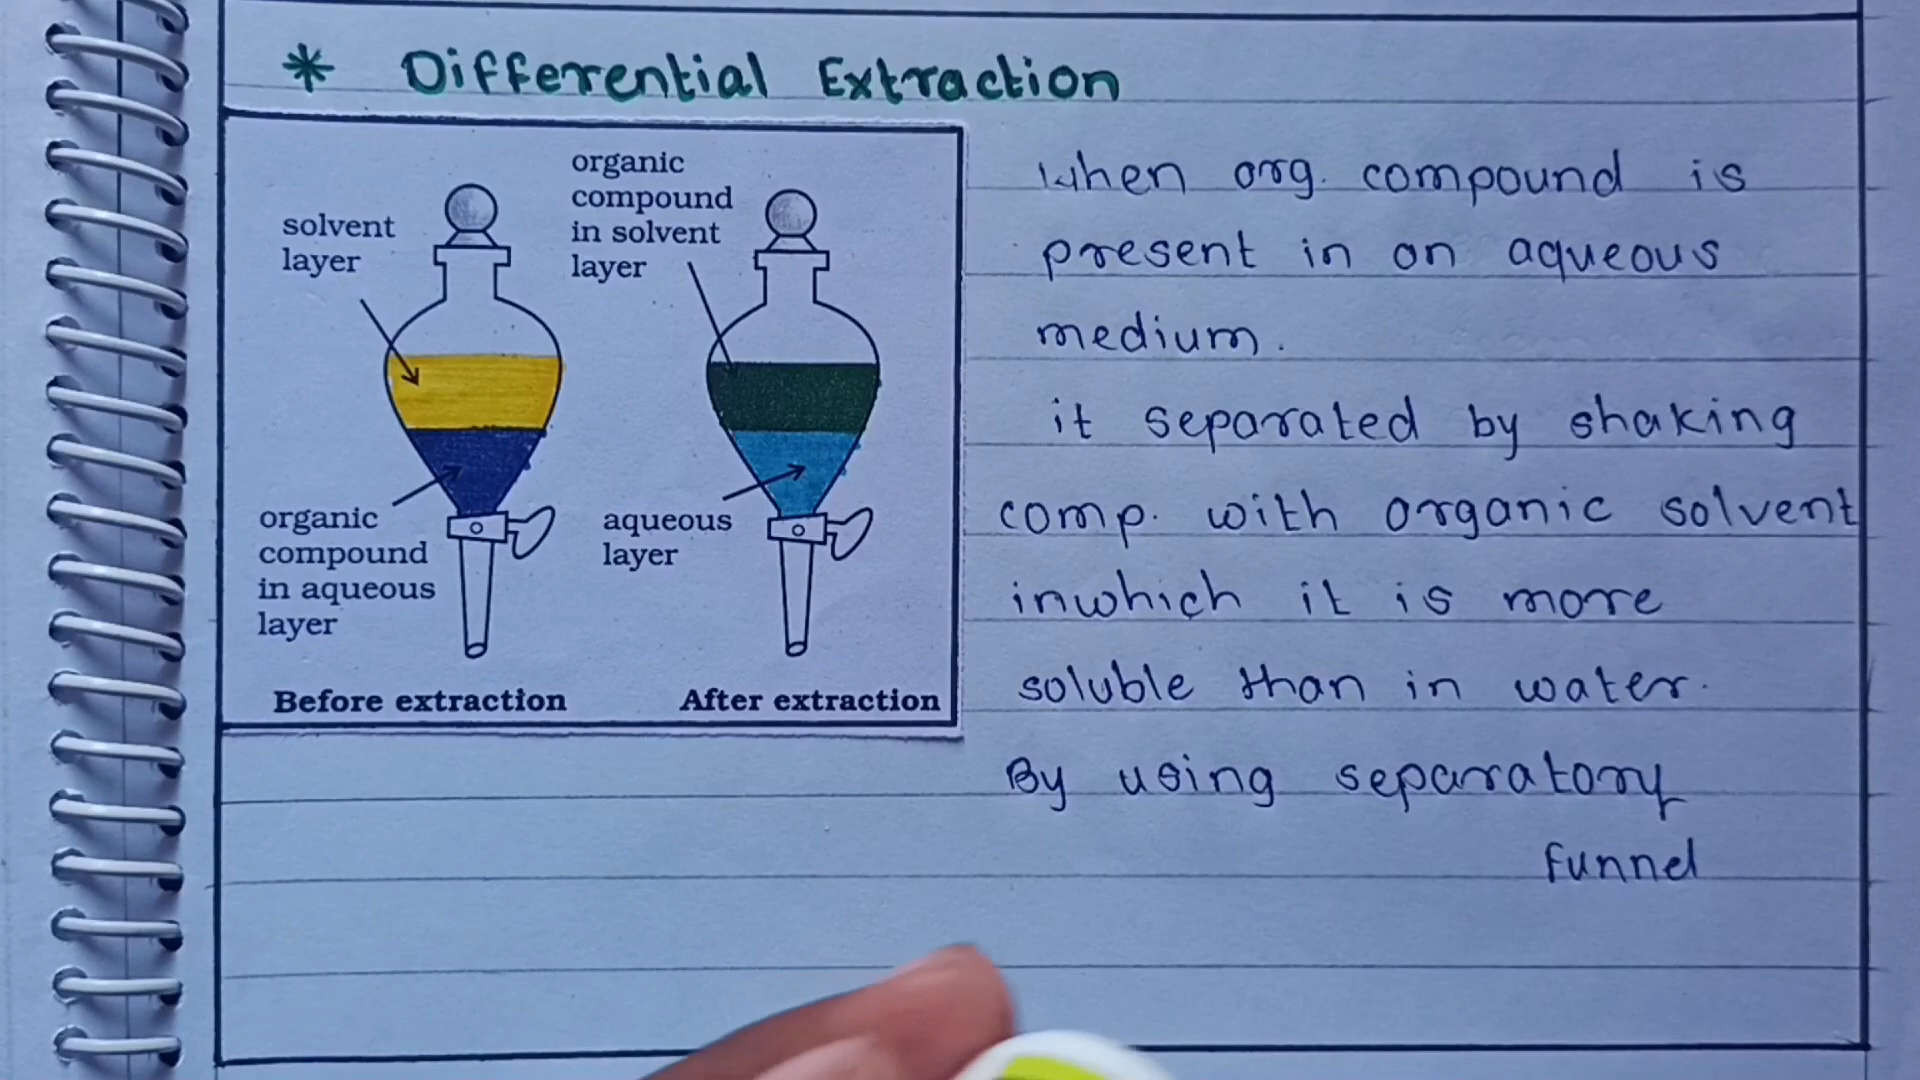 * Differential Extraction
solvent
layer
organic
compound
in solvent
layer
organic
compound
in aqueous
layer
aqueous
layer
Before extraction
After extraction
when org. compound is
present in an aqueous
medium.
it separated by shaking
comp. with organic solvent
inwhich it is more
soluble than in water.
By using separatory
funnel